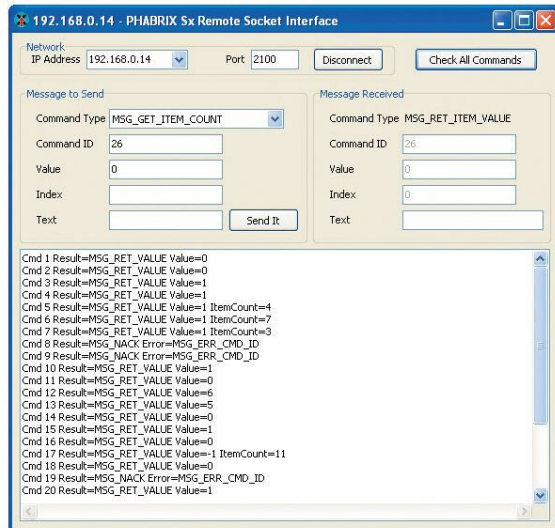 192.168.0.14 - PHABRIX Sx Remote Socket Interface
Network
IP Address 192.168.0.14 Port 2100 Disconnect Check All Commands
Message to Send
Command Type MSG_GET_ITEM_COUNT
Command ID 26
Value 0
Index
Text Send It
Message Received
Command Type MSG_RET_ITEM_VALUE
Command ID 26
Value 0
Index 0
Text
Cmd 1 Result=MSG_RET_VALUE Value=0
Cmd 2 Result=MSG_RET_VALUE Value=0
Cmd 3 Result=MSG_RET_VALUE Value=1
Cmd 4 Result=MSG_RET_VALUE Value=1
Cmd 5 Result=MSG_RET_VALUE Value=1 ItemCount=4
Cmd 6 Result=MSG_RET_VALUE Value=1 ItemCount=7
Cmd 7 Result=MSG_RET_VALUE Value=1 ItemCount=3
Cmd 8 Result=MSG_NACK Error=MSG_ERR_CMD_ID
Cmd 9 Result=MSG_NACK Error=MSG_ERR_CMD_ID
Cmd 10 Result=MSG_RET_VALUE Value=1
Cmd 11 Result=MSG_RET_VALUE Value=0
Cmd 12 Result=MSG_RET_VALUE Value=6
Cmd 13 Result=MSG_RET_VALUE Value=5
Cmd 14 Result=MSG_RET_VALUE Value=0
Cmd 15 Result=MSG_RET_VALUE Value=1
Cmd 16 Result=MSG_RET_VALUE Value=0
Cmd 17 Result=MSG_RET_VALUE Value=-1 ItemCount=11
Cmd 18 Result=MSG_RET_VALUE Value=0
Cmd 19 Result=MSG_NACK Error=MSG_ERR_CMD_ID
Cmd 20 Result=MSG_RET_VALUE Value=1